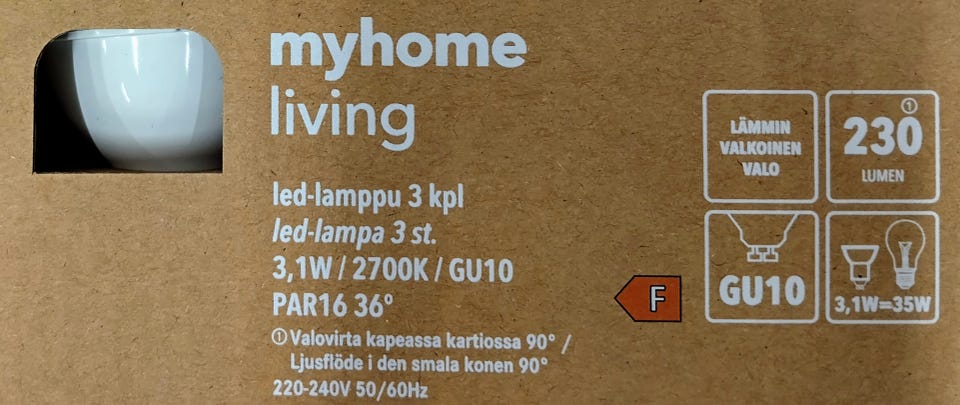 myhome
living
led-lamppu 3 kpl
led-lampa 3 st.
3,1W / 2700K / GU10
PAR16 36°
① Valovirta kapeassa kartiossa 90° /
Ljusflöde i den smala konen 90°
220-240V 50/60Hz
F
LÄMMIN
VALKOINEN
VALO
①
230
LUMEN
GU10
3,1W=35W